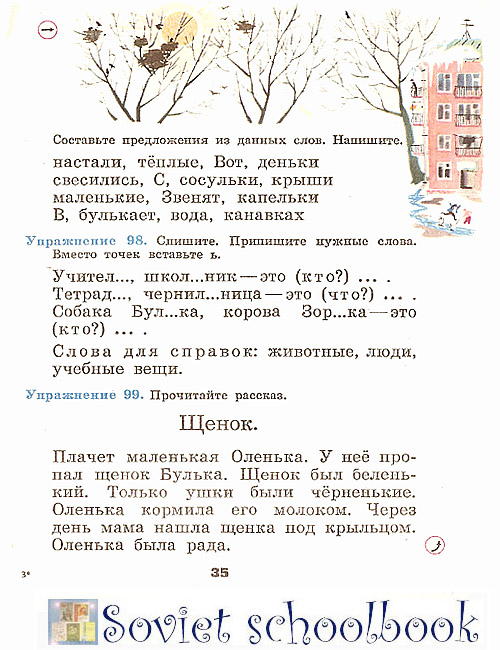 Составьте предложения из данных слов. Напишите.
настали, тёплые, Вот, деньки
свесились, С, сосульки, крыши
маленькие, Звенят, капельки
В, булькает, вода, канавках
Упражнение 98. Спишите. Припишите нужные слова.
Вместо точек вставьте ь.
Учител..., школ...ник — это (кто?) ... .
Тетрад..., чернил...ница — это (что?) ... .
Собака Бул...ка, корова Зор...ка — это
(кто?) ... .
Слова для справок: животные, люди,
учебные вещи.
Упражнение 99. Прочитайте рассказ.
Щенок.
Плачет маленькая Оленька. У неё про-
пал щенок Булька. Щенок был белень-
кий. Только ушки были чёрненькие.
Оленька кормила его молоком. Через
день мама нашла щенка под крыльцом.
Оленька была рада.
3*
35
Soviet schoolbook